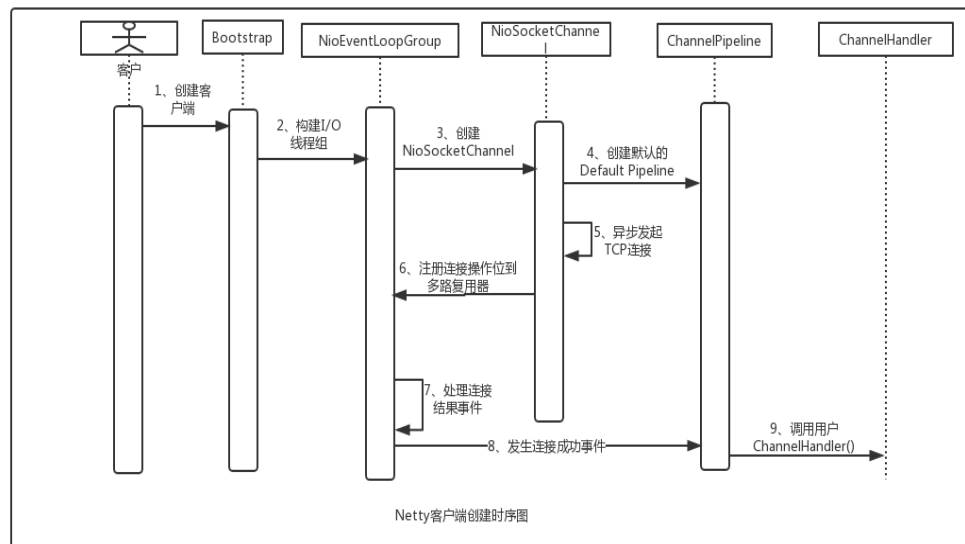 Bootstrap
NioEventLoopGroup
NioSocketChanne
l
ChannelPipeline
ChannelHandler
客户
1、创建客
户端
2、构建I/O
线程组
3、创建
NioSocketChannel
4、创建默认的
Default Pipeline
5、异步发起
TCP连接
6、注册连接操作位到
多路复用器
7、处理连接
结果事件
8、发生连接成功事件
9、调用用户
ChannelHandler()
Netty客户端创建时序图